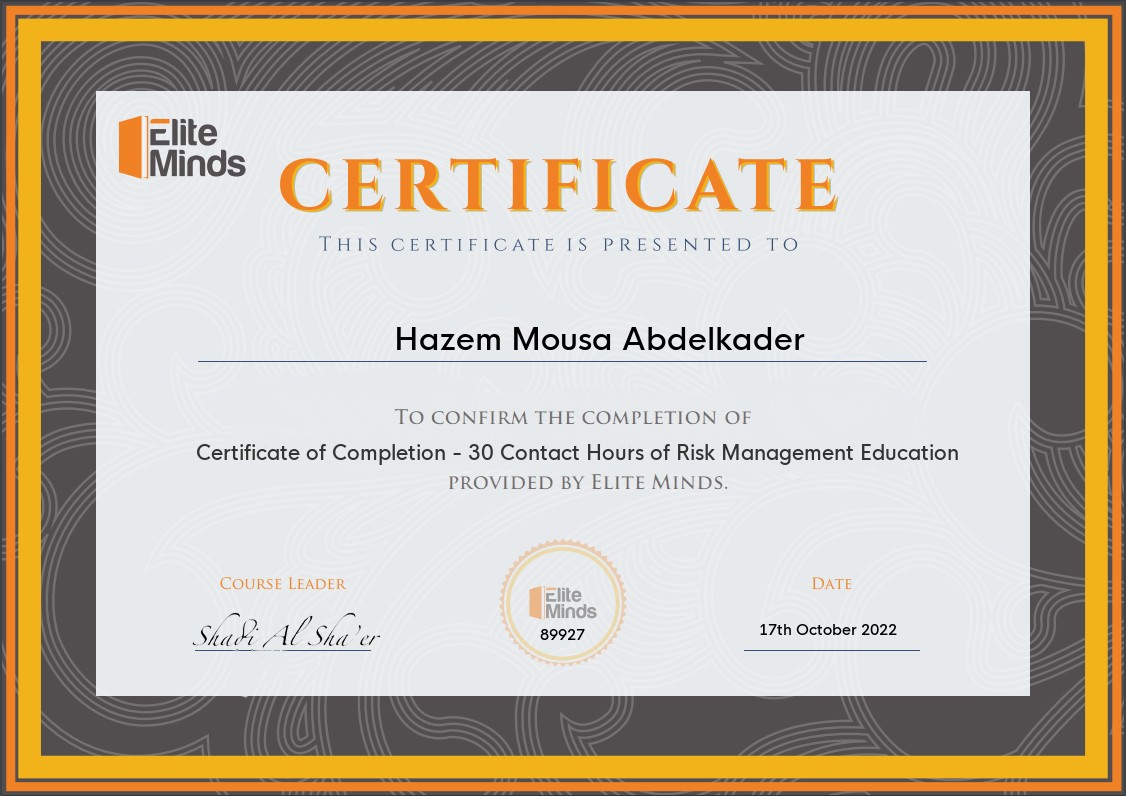 Elite
Minds
CERTIFICATE
THIS CERTIFICATE IS PRESENTED TO
Hazem Mousa Abdelkader
TO CONFIRM THE COMPLETION OF
Certificate of Completion - 30 Contact Hours of Risk Management Education
PROVIDED BY ELITE MINDS.
COURSE LEADER
Shadi Al Sha'er
Elite
Minds
89927
DATE
17th October 2022